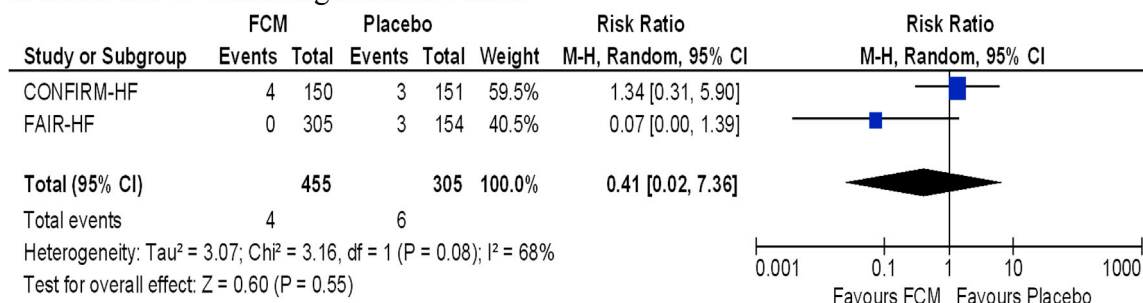 FCM Placebo Risk Ratio Risk Ratio
Study or Subgroup Events Total Events Total Weight M-H, Random, 95% CI M-H, Random, 95% CI
CONFIRM-HF 4 150 3 151 59.5% 1.34 [0.31, 5.90]
FAIR-HF 0 305 3 154 40.5% 0.07 [0.00, 1.39]
Total (95% CI) 455 305 100.0% 0.41 [0.02, 7.36]
Total events 4 6
Heterogeneity: Tau² = 3.07; Chi² = 3.16, df = 1 (P = 0.08); I² = 68%
Test for overall effect: Z = 0.60 (P = 0.55)
0.001 0.1 1 10 1000
Favours FCM Favours Placebo